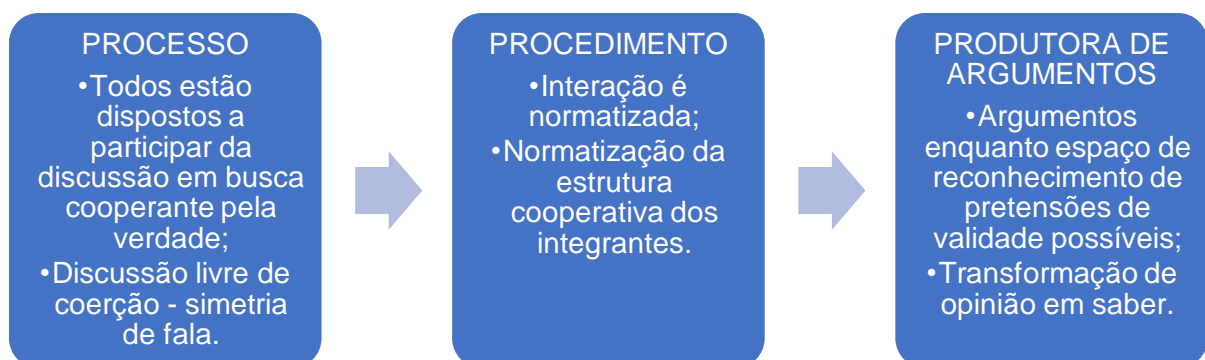 PROCESSO
•Todos estão
dispostos a
participar da
discussão em busca
cooperante pela
verdade;
•Discussão livre de
coerção - simetria
de fala.
PROCEDIMENTO
•Interação é
normatizada;
•Normatização da
estrutura
cooperativa dos
integrantes.
PRODUTORA DE
ARGUMENTOS
•Argumentos
enquanto espaço de
reconhecimento de
pretensões de
validade possíveis;
•Transformação de
opinião em saber.